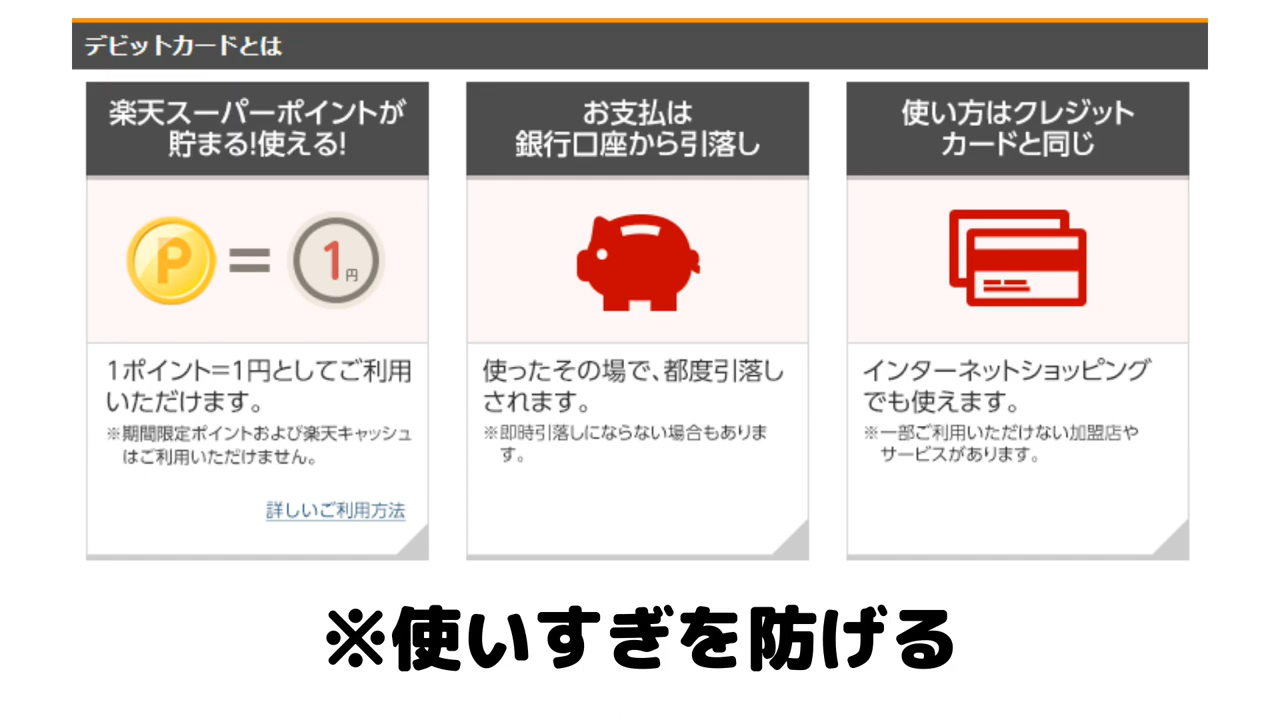 デビットカードとは
楽天スーパーポイントが
貯まる!使える!
P = 1円
1ポイント=1円としてご利用
いただけます。
※期間限定ポイントおよび楽天キャッシュ
はご利用いただけません。
詳しいご利用方法
お支払は
銀行口座から引落し
使ったその場で、都度引落し
されます。
※即時引落しにならない場合もありま
す。
使い方はクレジット
カードと同じ
インターネットショッピング
でも使えます。
※一部ご利用いただけない加盟店や
サービスがあります。
※使いすぎを防げる